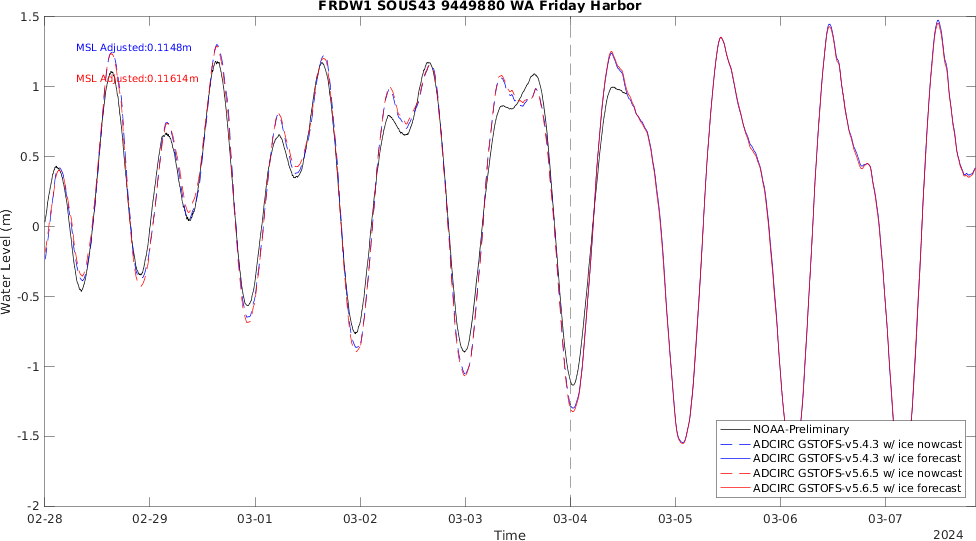 FRDW1 SOUS43 9449880 WA Friday Harbor
MSL Adjusted:0.1148m
MSL Adjusted:0.11614m
Water Level (m)
1.5
1
0.5
0
-0.5
-1
-1.5
-2
NOAA-Preliminary
ADCIRC GSTOFS-v5.4.3 w/ ice nowcast
ADCIRC GSTOFS-v5.4.3 w/ ice forecast
ADCIRC GSTOFS-v5.6.5 w/ ice nowcast
ADCIRC GSTOFS-v5.6.5 w/ ice forecast
02-28 02-29 03-01 03-02 03-03 03-04 03-05 03-06 03-07
Time
2024